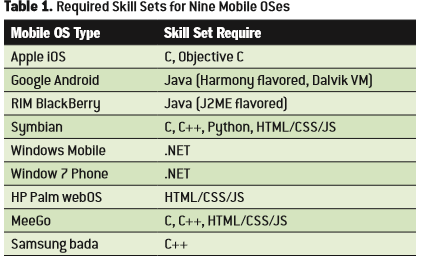 Table 1. Required Skill Sets for Nine Mobile OSes
Mobile OS Type Skill Set Require
Apple iOS C, Objective C
Google Android Java (Harmony flavored, Dalvik VM)
RIM BlackBerry Java (J2ME flavored)
Symbian C, C++, Python, HTML/CSS/JS
Windows Mobile .NET
Window 7 Phone .NET
HP Palm webOS HTML/CSS/JS
MeeGo C, C++, HTML/CSS/JS
Samsung bada C++